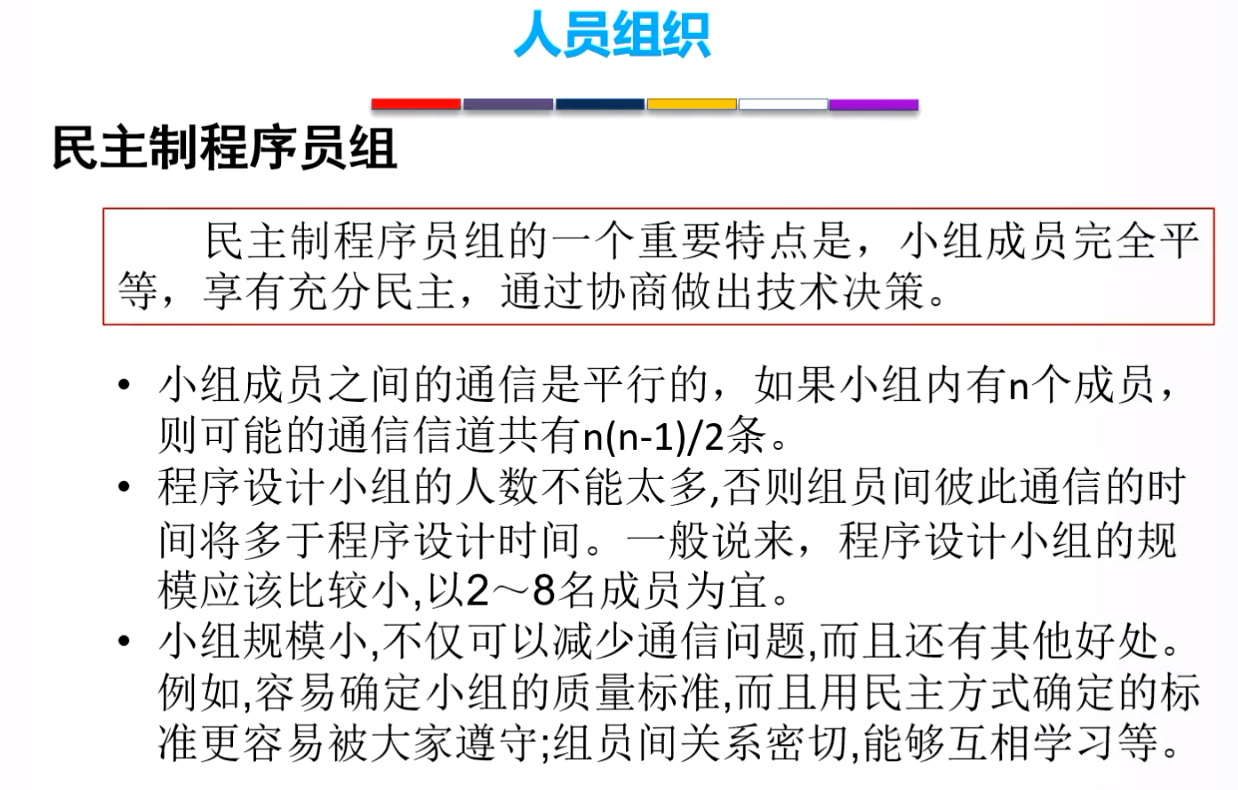 人员组织
民主制程序员组
民主制程序员组的一个重要特点是，小组成员完全平
等，享有充分民主，通过协商做出技术决策。
• 小组成员之间的通信是平行的，如果小组内有n个成员，
则可能的通信信道共有n(n-1)/2条。
• 程序设计小组的人数不能太多,否则组员间彼此通信的时
间将多于程序设计时间。一般说来，程序设计小组的规
模应该比较小,以2～8名成员为宜。
• 小组规模小,不仅可以减少通信问题,而且还有其他好处。
例如,容易确定小组的质量标准,而且用民主方式确定的标
准更容易被大家遵守;组员间关系密切,能够互相学习等。